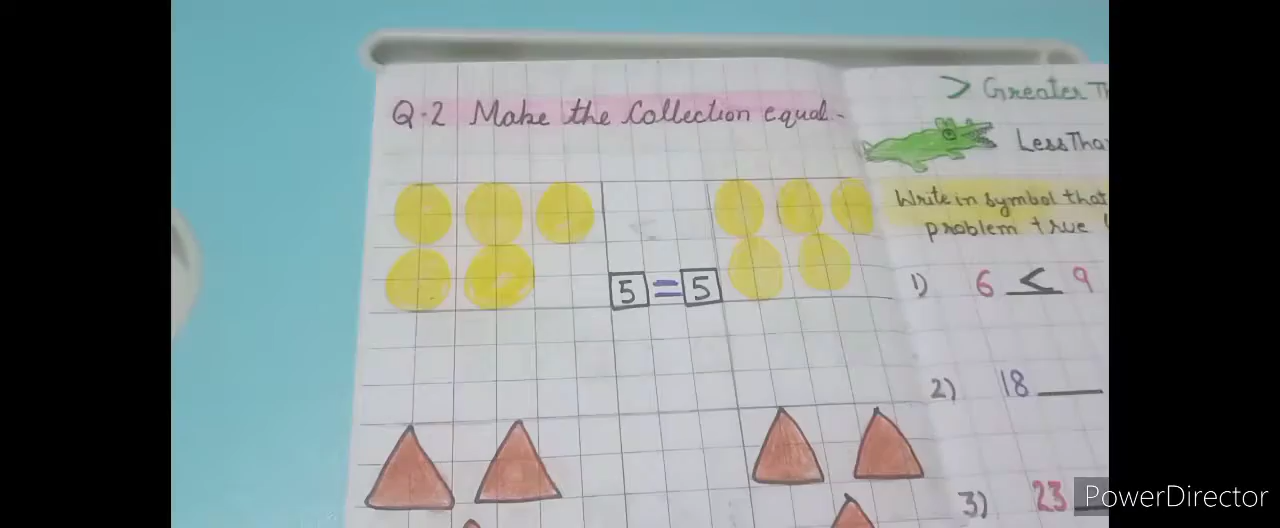 Q.2 Make the Collection equal.
5 = 5
> Greater
Less
Write in symbol that
problem true
1) 6 < 9
2) 18
3) 23
PowerDirector